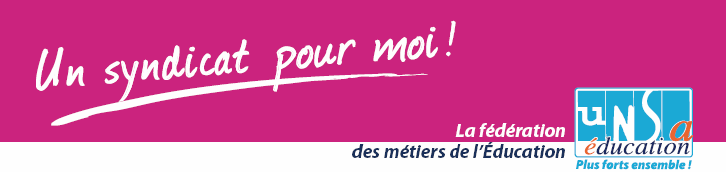 Un syndicat pour moi !
La fédération
des métiers de l'Éducation
uNSa
éducation
Plus forts ensemble !